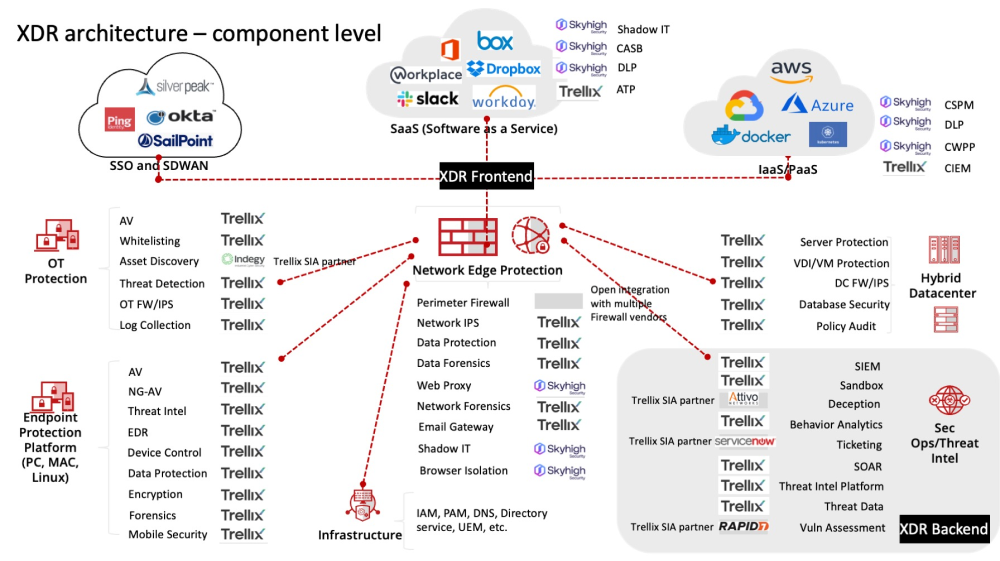 XDR architecture – component level
silverpeak™
Ping
Identity
okta™
SailPoint
SSO and SDWAN
box
workplace
Dropbox
slack
workday.
SaaS (Software as a Service)
Skyhigh Security Shadow IT
Skyhigh Security CASB
Skyhigh Security DLP
Trellix ATP
aws
Azure
docker
kubernetes
IaaS/PaaS
Skyhigh Security CSPM
Skyhigh Security DLP
Skyhigh Security CWPP
Trellix CIEM
XDR Frontend
OT
Protection
AV Trellix
Whitelisting Trellix
Asset Discovery Indegy Trellix SIA partner
Threat Detection Trellix
OT FW/IPS Trellix
Log Collection Trellix
Endpoint
Protection
Platform
(PC, MAC,
Linux)
AV Trellix
NG-AV Trellix
Threat Intel Trellix
EDR Trellix
Device Control Trellix
Data Protection Trellix
Encryption Trellix
Forensics Trellix
Mobile Security Trellix
Network Edge Protection
Perimeter Firewall
Open integration
with multiple
Firewall vendors
Network IPS Trellix
Data Protection Trellix
Data Forensics Trellix
Web Proxy Skyhigh Security
Network Forensics Trellix
Email Gateway Trellix
Shadow IT Skyhigh Security
Browser Isolation Skyhigh Security
Infrastructure
IAM, PAM, DNS, Directory
service, UEM, etc.
Trellix Server Protection
Trellix VDI/VM Protection
Trellix DC FW/IPS
Trellix Database Security
Trellix Policy Audit
Hybrid
Datacenter
Trellix SIEM
Trellix Sandbox
Trellix SIA partner Attivo NETWORKS Deception
Trellix Behavior Analytics
Trellix SIA partner servicenow Ticketing
Trellix SOAR
Trellix Threat Intel Platform
Trellix Threat Data
Trellix SIA partner RAPID7 Vuln Assessment
Sec
Ops/Threat
Intel
XDR Backend